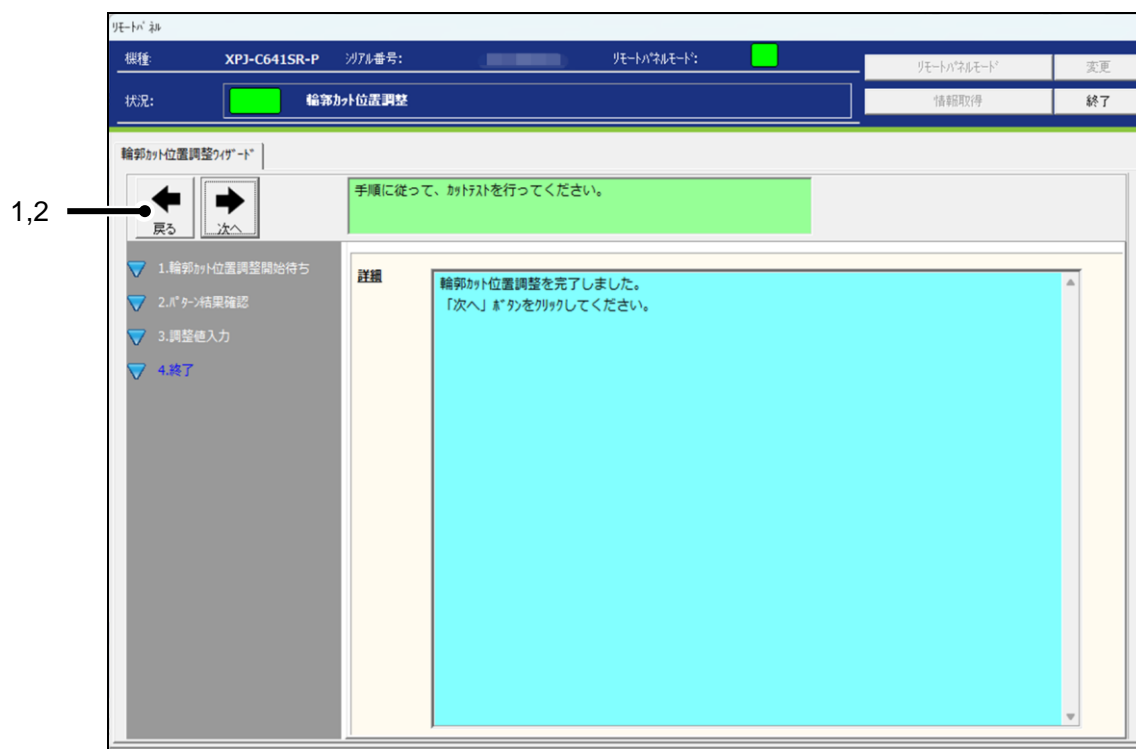 ﾘﾓｰﾄﾊﾟﾈﾙ
機種: XPJ-C641SR-P ｼﾘｱﾙ番号: ﾘﾓｰﾄﾊﾟﾈﾙﾓｰﾄﾞ: ﾘﾓｰﾄﾊﾟﾈﾙﾓｰﾄﾞ 変更
状況: 輪郭ｶｯﾄ位置調整 情報取得 終了
輪郭ｶｯﾄ位置調整ｳｨｻﾞｰﾄﾞ
1,2
戻る 次へ
手順に従って、ｶｯﾄﾃｽﾄを行ってください。
1.輪郭ｶｯﾄ位置調整開始待ち
2.ﾊﾟﾀｰﾝ結果確認
3.調整値入力
4.終了
詳細
輪郭ｶｯﾄ位置調整を完了しました。
「次へ」ﾎﾞﾀﾝをｸﾘｯｸしてください。